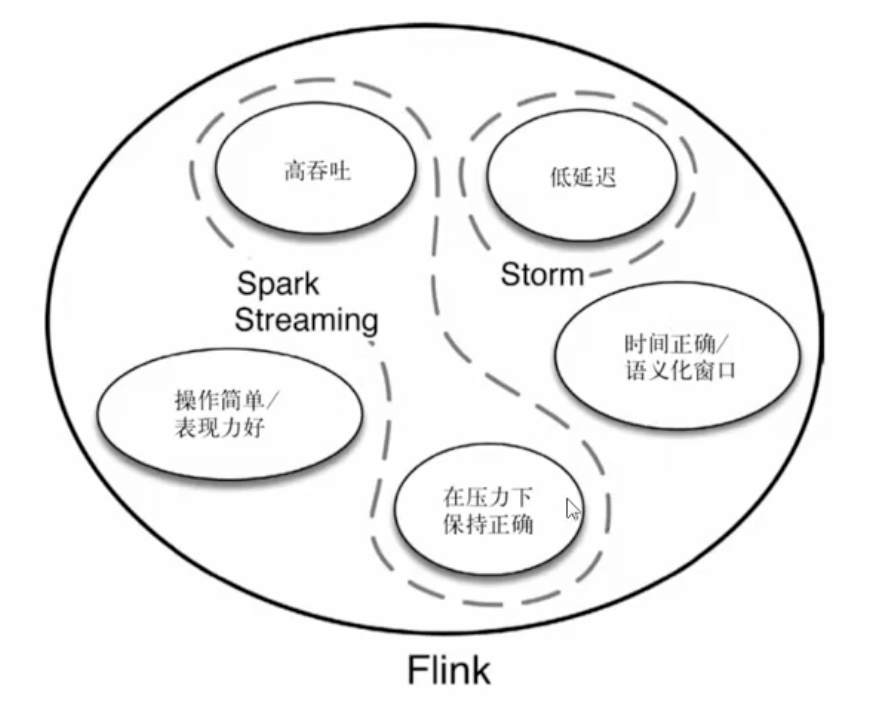 高吞吐
低延迟
Spark
Streaming
Storm
时间正确/
语义化窗口
操作简单/
表现力好
在压力下
保持正确
Flink